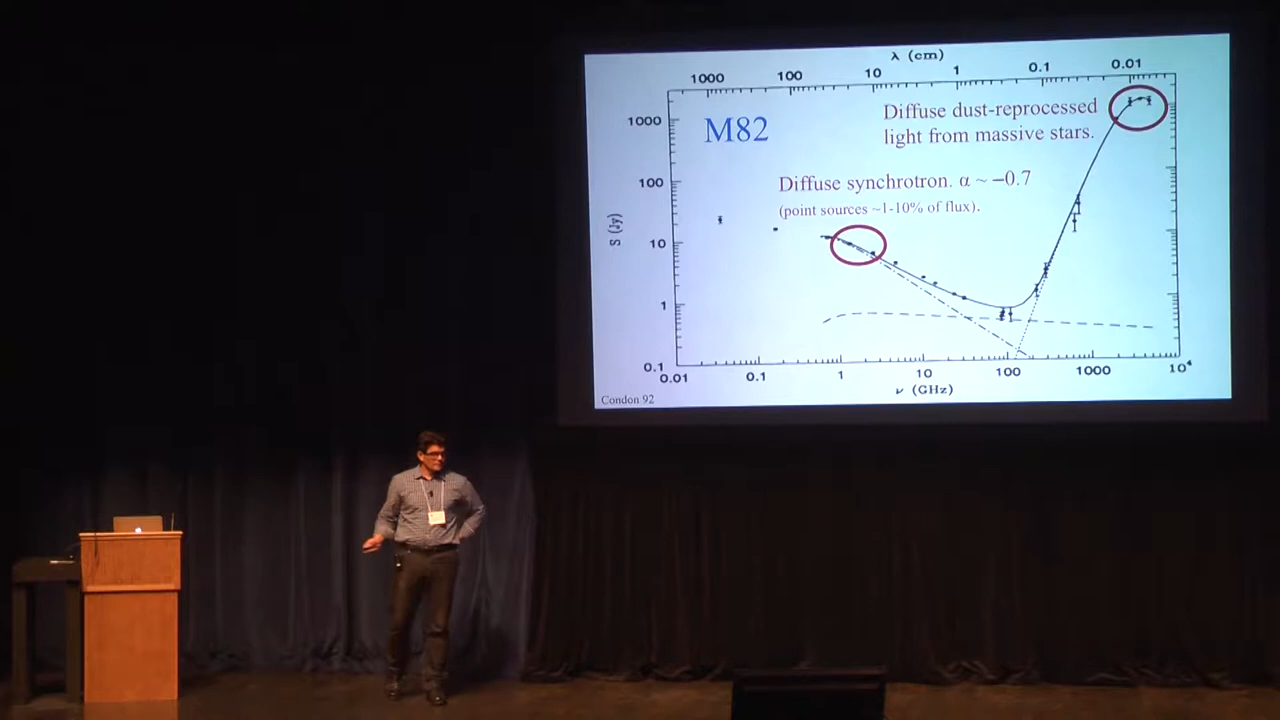 λ (cm)
1000 100 10 1 0.1 0.01
M82
Diffuse dust-reprocessed
light from massive stars.
Diffuse synchrotron. α ~ −0.7
(point sources ~1-10% of flux).
S (Jy)
1000
100
10
1
0.1
0.01 0.1 1 10 100 1000 10⁴
ν (GHz)
Condon 92